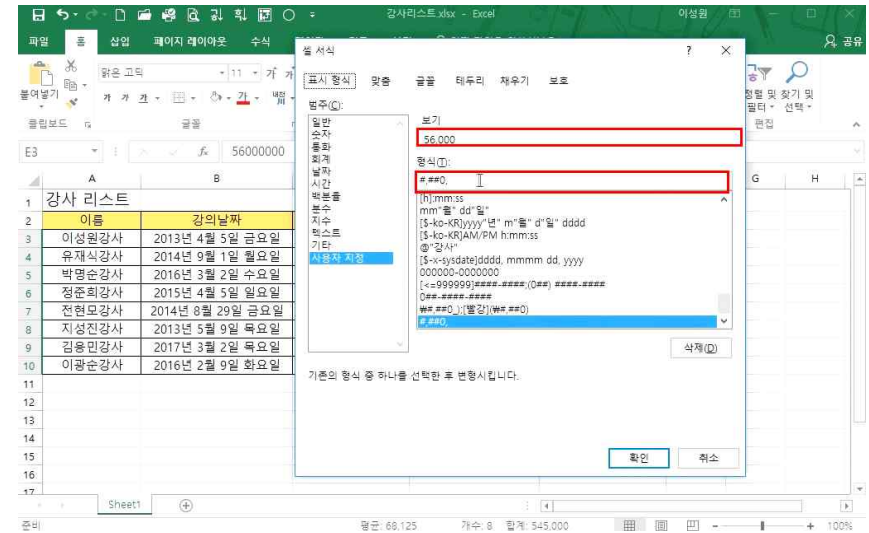 강사리스트.xlsx - Excel
이성원
파일 홈 삽입 페이지 레이아웃 수식
공유
붙여넣기
맑은 고딕
11
가 가 가
클립보드
글꼴
정렬 및 필터
찾기 및 선택
편집
E3
fx
56000000
A B G H
1 강사 리스트
2 이름 강의날짜
3 이성원강사 2013년 4월 5일 금요일
4 유재식강사 2014년 9월 1일 월요일
5 박명순강사 2016년 3월 2일 수요일
6 정준희강사 2015년 4월 5일 일요일
7 전현모강사 2014년 8월 29일 금요일
8 지성진강사 2013년 5월 9일 목요일
9 김용민강사 2017년 3월 2일 목요일
10 이광순강사 2016년 2월 9일 화요일
11
12
13
14
15
16
17
셀 서식
? ×
표시 형식 맞춤 글꼴 테두리 채우기 보호
범주(C):
일반
숫자
통화
회계
날짜
시간
백분율
분수
지수
텍스트
기타
사용자 지정
보기
56,000
형식(T):
#,##0,
[h]:mm:ss
mm"월" dd"일"
[$-ko-KR]yyyy"년" m"월" d"일" dddd
[$-ko-KR]AM/PM h:mm:ss
@"강사"
[$-x-sysdate]dddd, mmmm dd, yyyy
000000-0000000
[<=999999]####-####;(0##) ####-####
0##-####-####
₩#,##0_);[빨강](₩#,##0)
#,##0,
삭제(D)
기존의 형식 중 하나를 선택한 후 변형시킵니다.
확인 취소
Sheet1
준비
평균: 68,125 개수: 8 합계: 545,000
100%